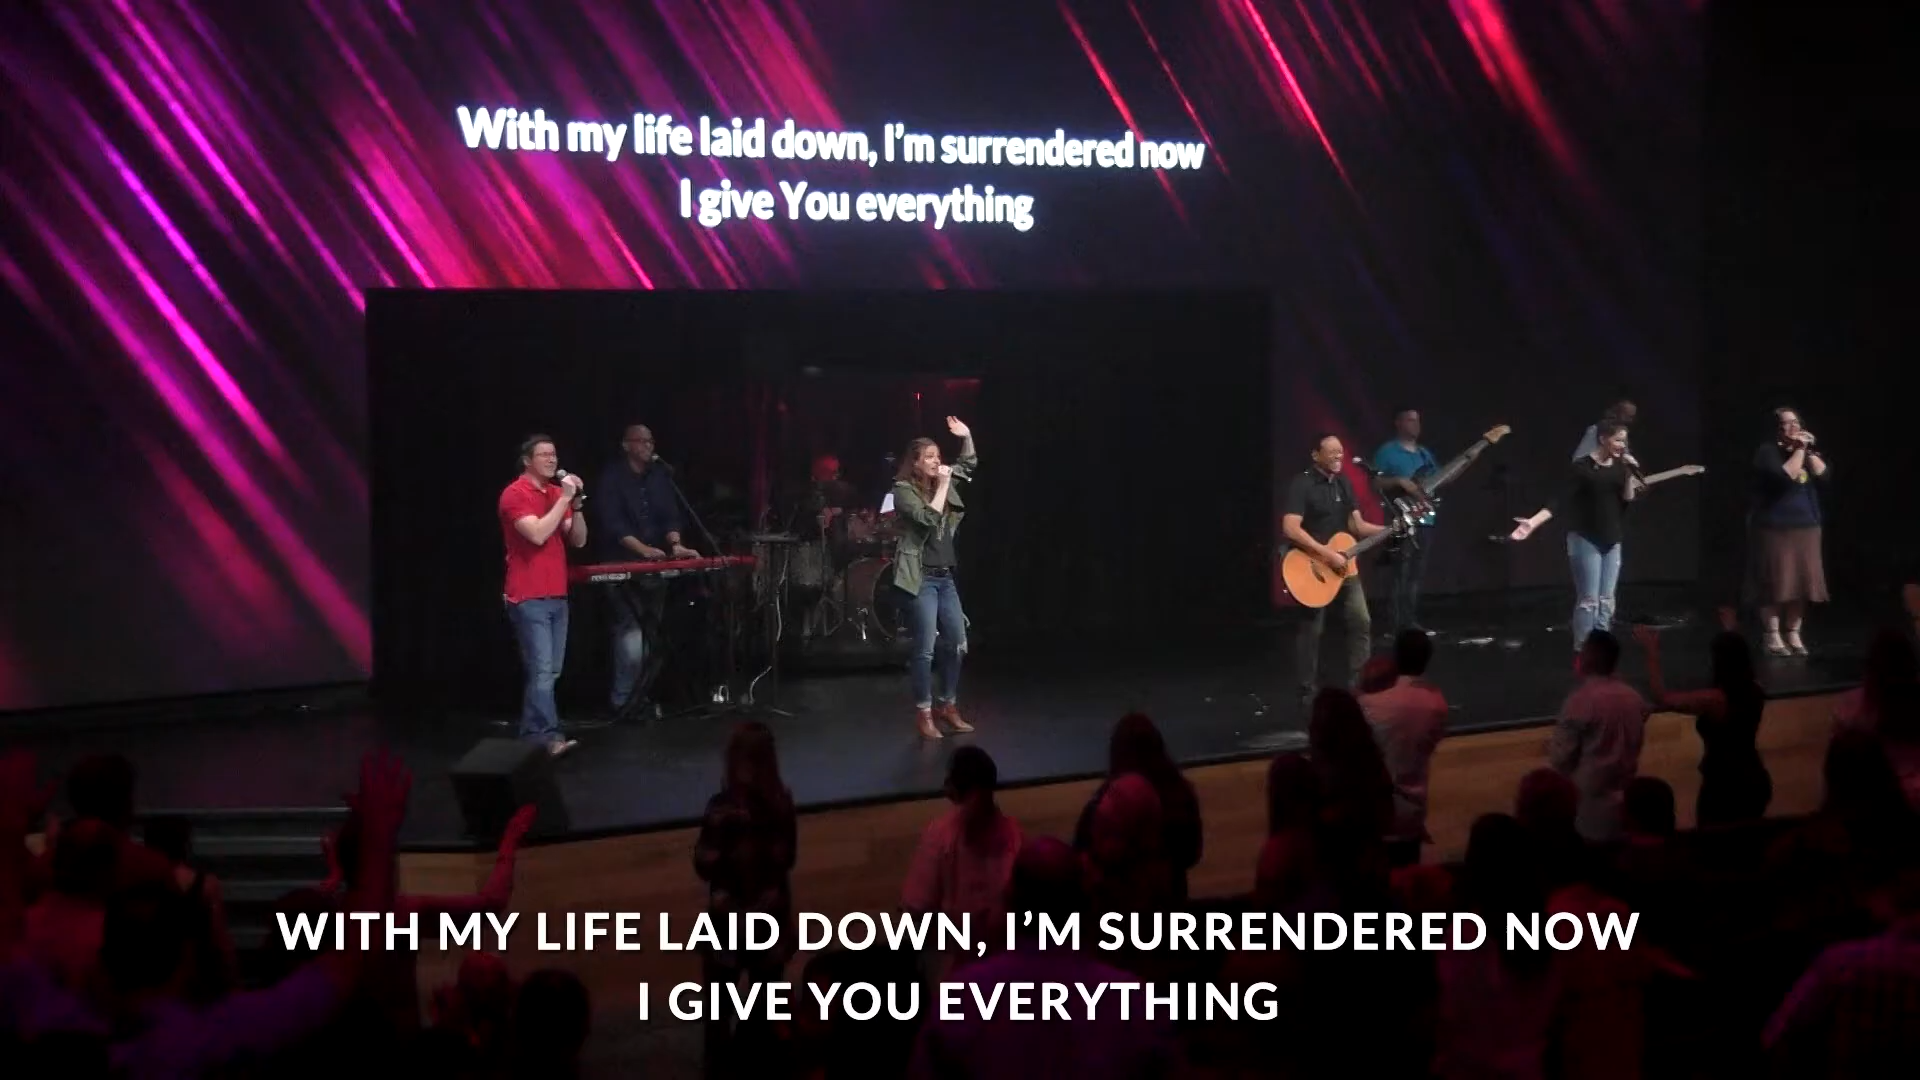 With my life laid down, I'm surrendered now
I give You everything
WITH MY LIFE LAID DOWN, I'M SURRENDERED NOW
I GIVE YOU EVERYTHING